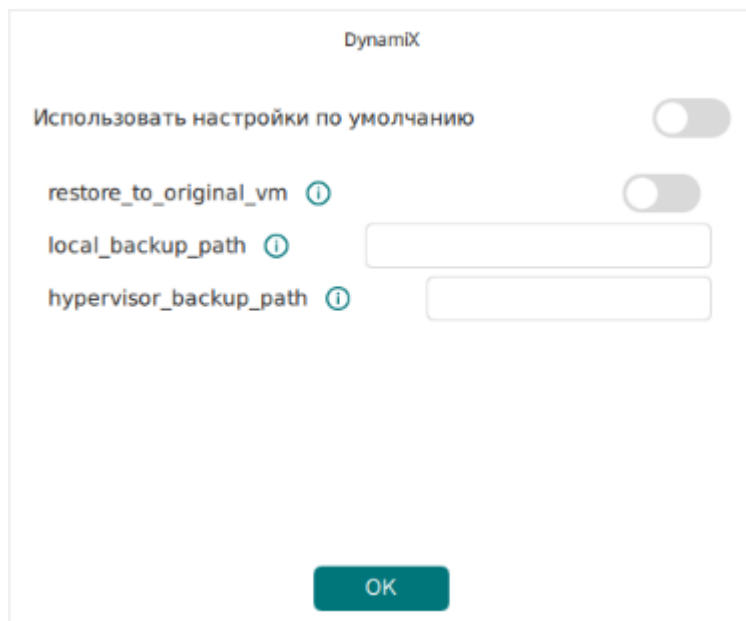 DynamiX
Использовать настройки по умолчанию
restore_to_original_vm
local_backup_path
hypervisor_backup_path
OK